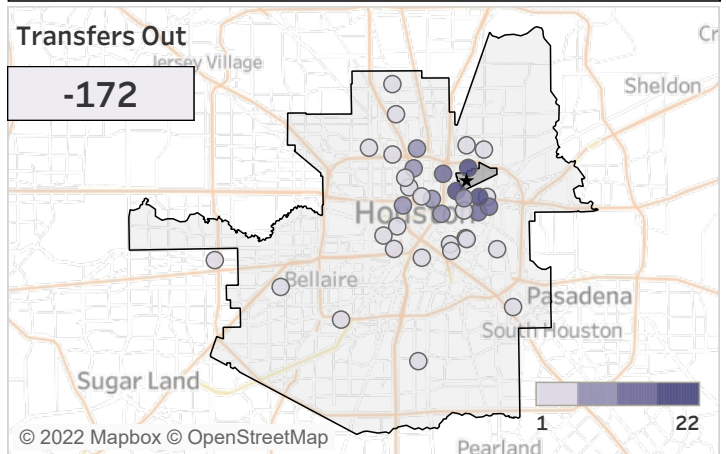 Transfers Out
-172
Jersey Village
Cr
Sheldon
Houston
Bellaire
Pasadena
South Houston
Sugar Land
1
22
© 2022 Mapbox © OpenStreetMap
Pearland